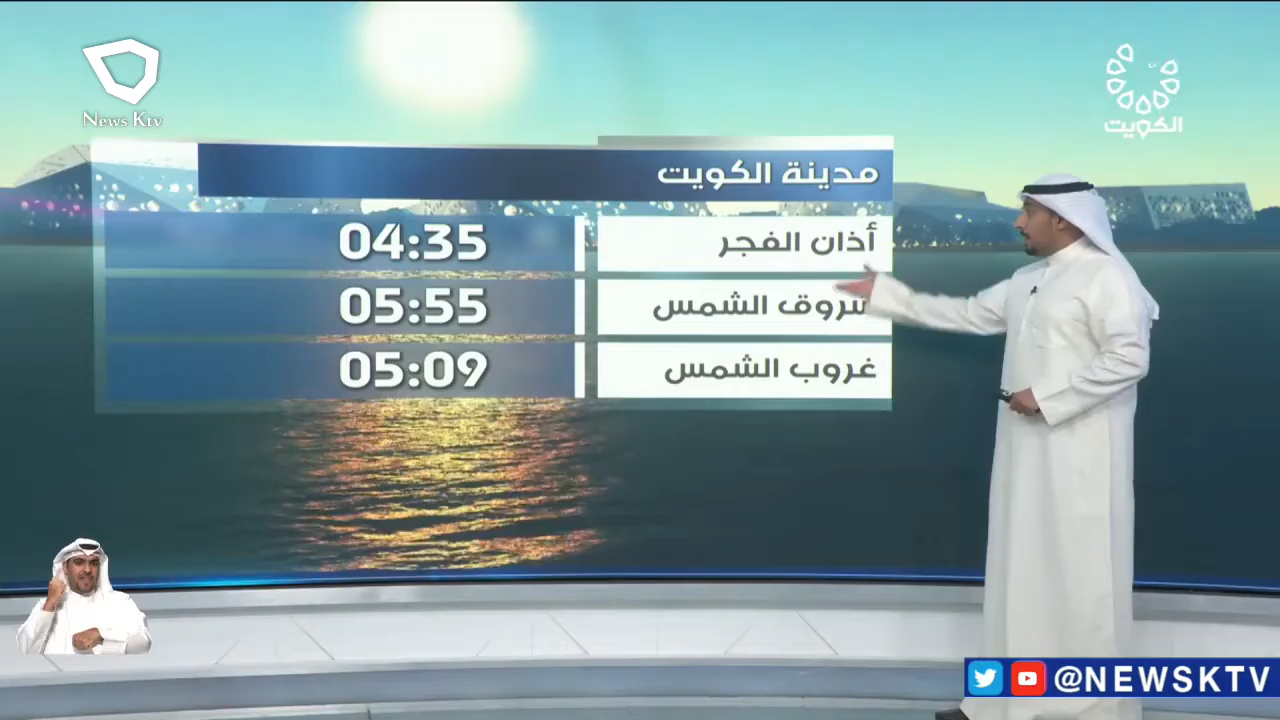 News Ktv
الكويت
مدينة الكويت
أذان الفجر 04:35
شروق الشمس 05:55
غروب الشمس 05:09
@NEWSKTV